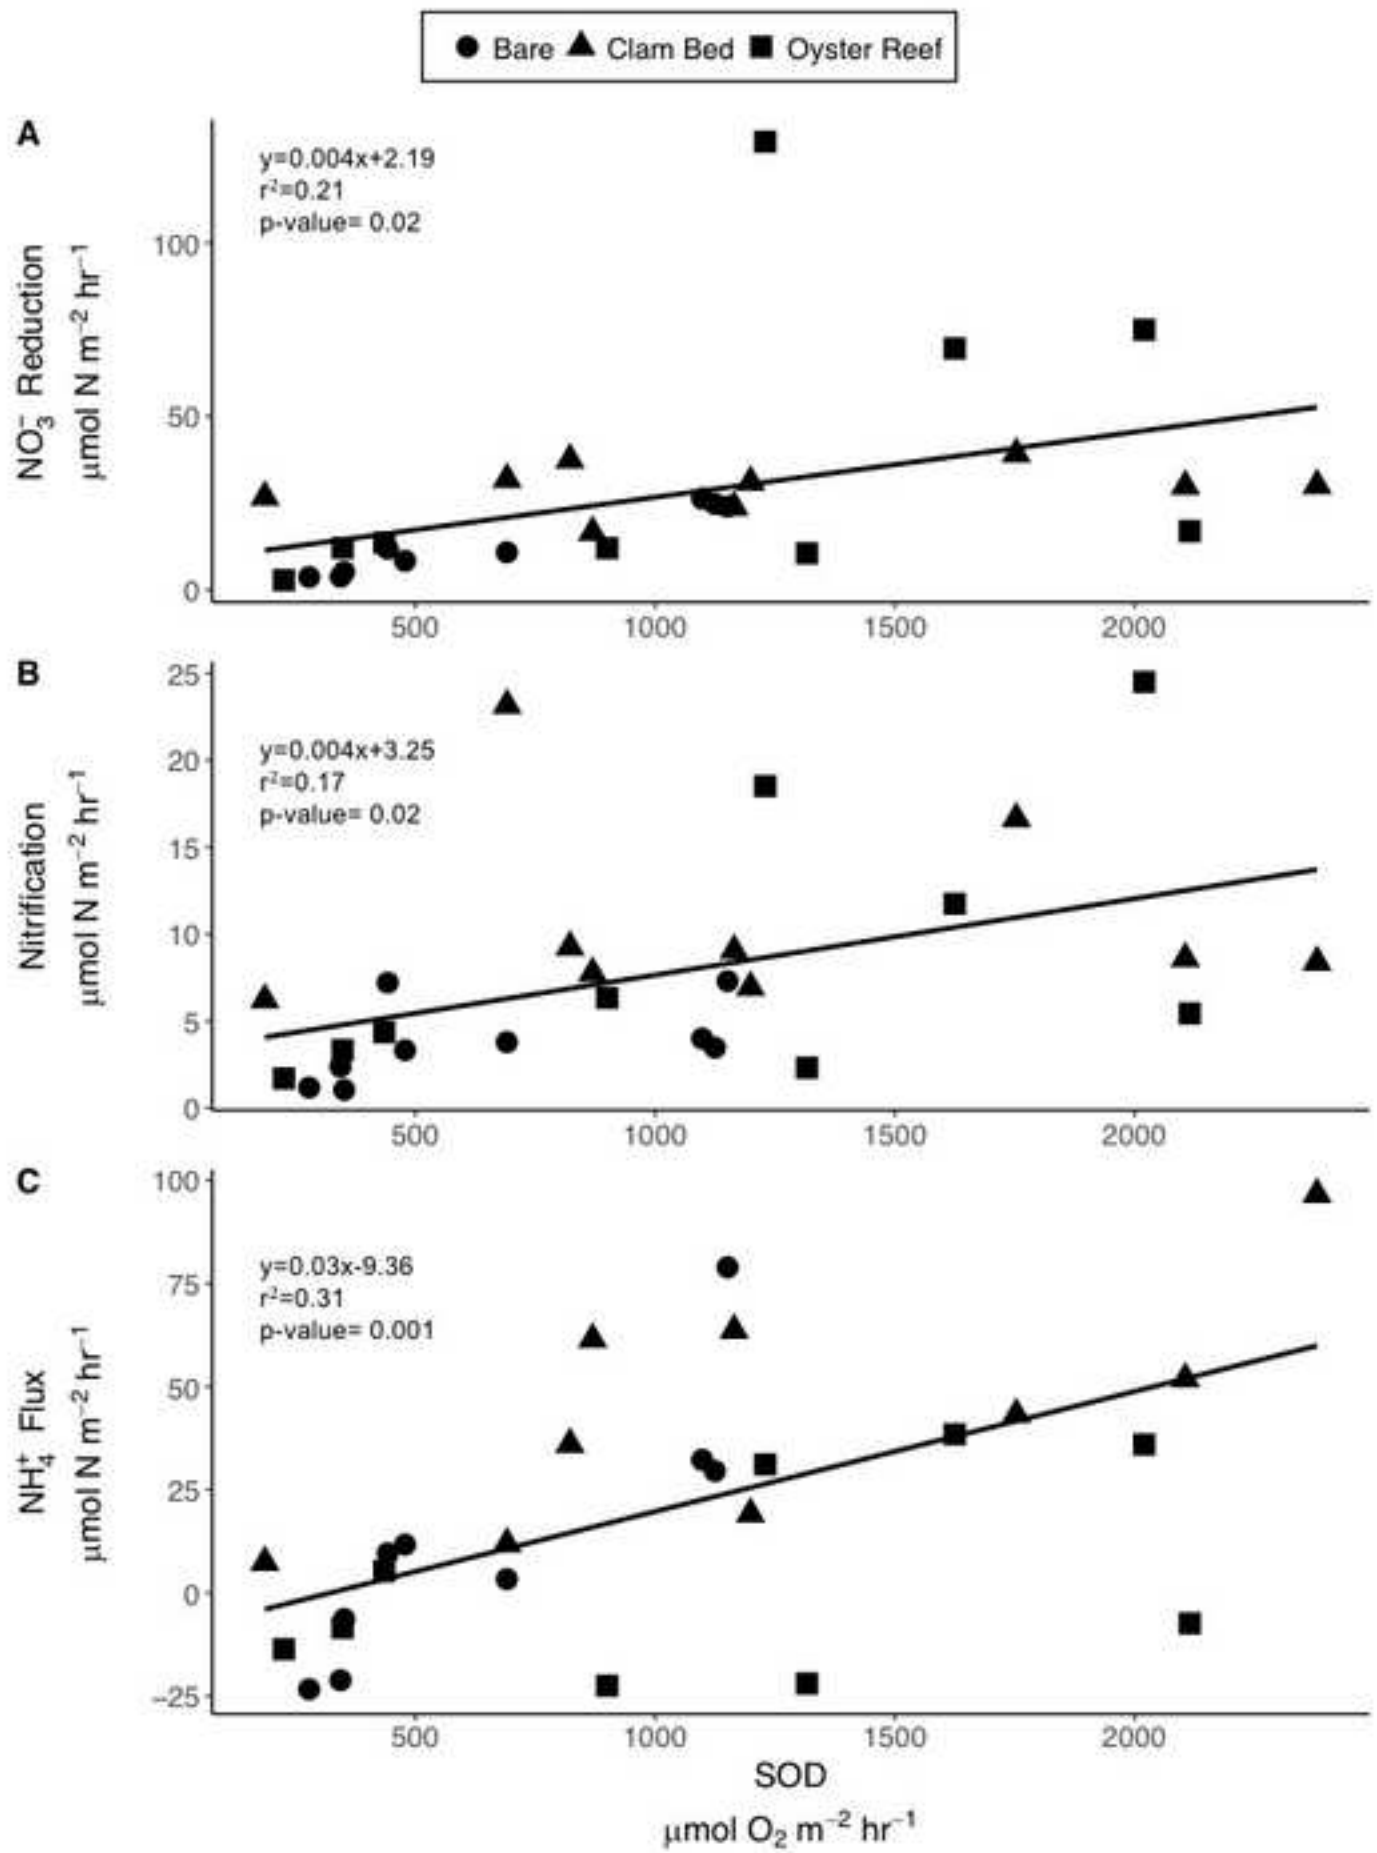 Bare Clam Bed Oyster Reef
A
y=0.004x+2.19
r²=0.21
p-value= 0.02
NO₃⁻ Reduction
μmol N m⁻² hr⁻¹
100
50
0
500 1000 1500 2000
B
y=0.004x+3.25
r²=0.17
p-value= 0.02
Nitrification
μmol N m⁻² hr⁻¹
25
20
15
10
5
0
500 1000 1500 2000
C
y=0.03x-9.36
r²=0.31
p-value= 0.001
NH₄⁺ Flux
μmol N m⁻² hr⁻¹
100
75
50
25
0
−25
500 1000 1500 2000
SOD
μmol O₂ m⁻² hr⁻¹